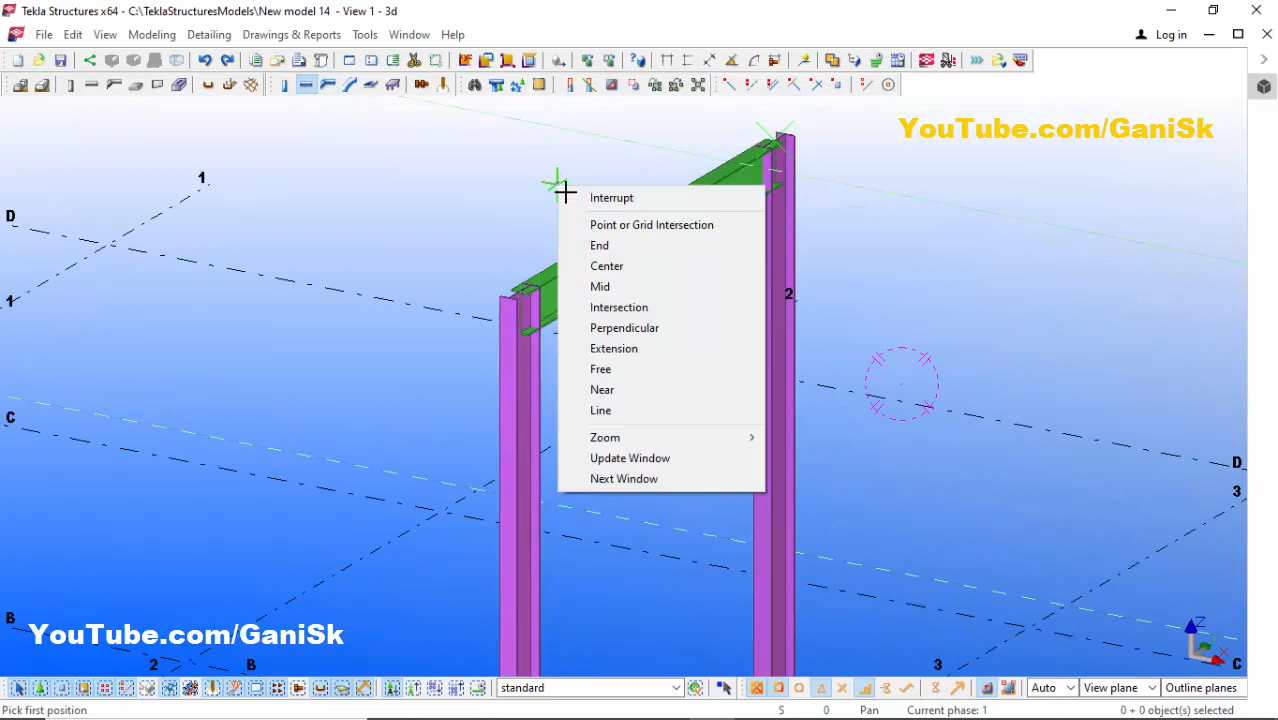 Tekla Structures x64 - C:\TeklaStructuresModels\New model 14 - View 1 - 3d
File Edit View Modeling Detailing Drawings & Reports Tools Window Help
Log in
YouTube.com/GaniSk
1
D
1
2
C
B
2
B
3
D
3
C
Interrupt
Point or Grid Intersection
End
Center
Mid
Intersection
Perpendicular
Extension
Free
Near
Line
Zoom
Update Window
Next Window
YouTube.com/GaniSk
Z
X
standard
Auto
View plane
Outline planes
Pick first position
S
0
Pan
Current phase: 1
0 + 0 object(s) selected